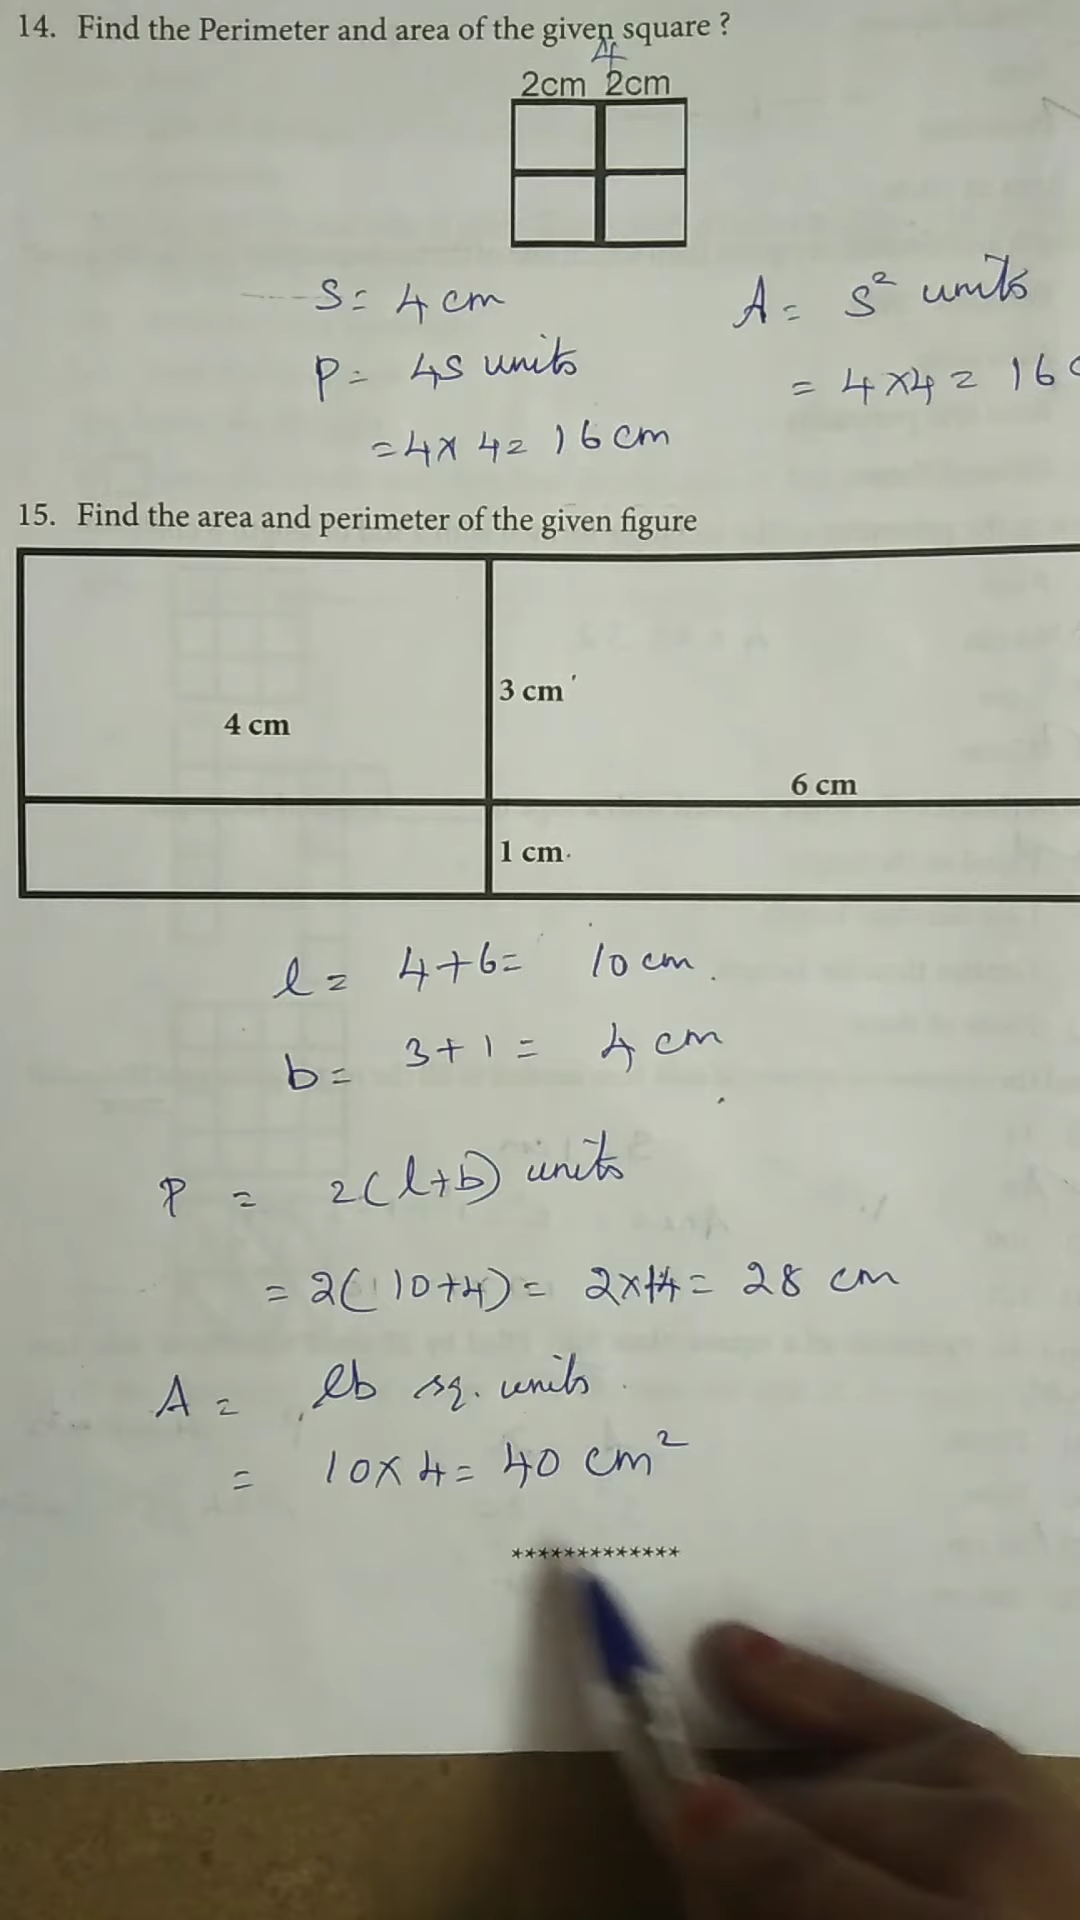 14. Find the Perimeter and area of the given square ?
4
2cm 2cm
S = 4 cm
P = 4S units
= 4 x 4 = 16 cm
A = S² units
= 4 x 4 = 16
15. Find the area and perimeter of the given figure
3 cm
4 cm
6 cm
1 cm
l = 4 + 6 = 10 cm.
b = 3 + 1 = 4 cm
P = 2(l+b) units
= 2(10+4) = 2x14 = 28 cm
A = lb sq. units
= 10 x 4 = 40 cm²
*************